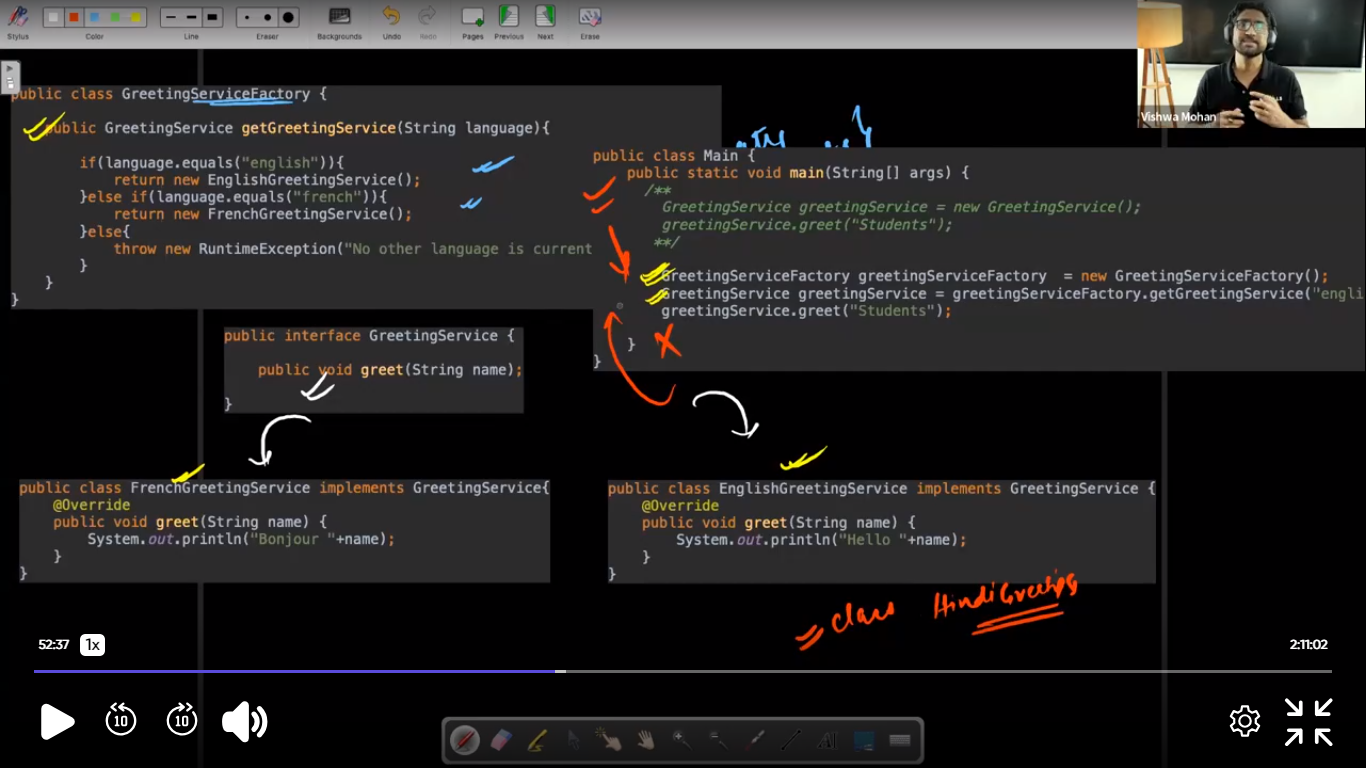 Stylus
Color
Line
Eraser
Backgrounds
Undo
Redo
Pages
Previous
Next
Erase
Vishwa Mohan
public class GreetingServiceFactory {
public GreetingService getGreetingService(String language){
if(language.equals("english")){
return new EnglishGreetingService();
}else if(language.equals("french")){
return new FrenchGreetingService();
}else{
throw new RuntimeException("No other language is current
}
}
}
public class Main {
public static void main(String[] args) {
/**
GreetingService greetingService = new GreetingService();
greetingService.greet("Students");
**/
GreetingServiceFactory greetingServiceFactory = new GreetingServiceFactory();
GreetingService greetingService = greetingServiceFactory.getGreetingService("engli
greetingService.greet("Students");
}
}
public interface GreetingService {
public void greet(String name);
}
public class FrenchGreetingService implements GreetingService{
@Override
public void greet(String name) {
System.out.println("Bonjour "+name);
}
}
public class EnglishGreetingService implements GreetingService {
@Override
public void greet(String name) {
System.out.println("Hello "+name);
}
}
class HindiGreetings
52:37
1x
2:11:02
10
10